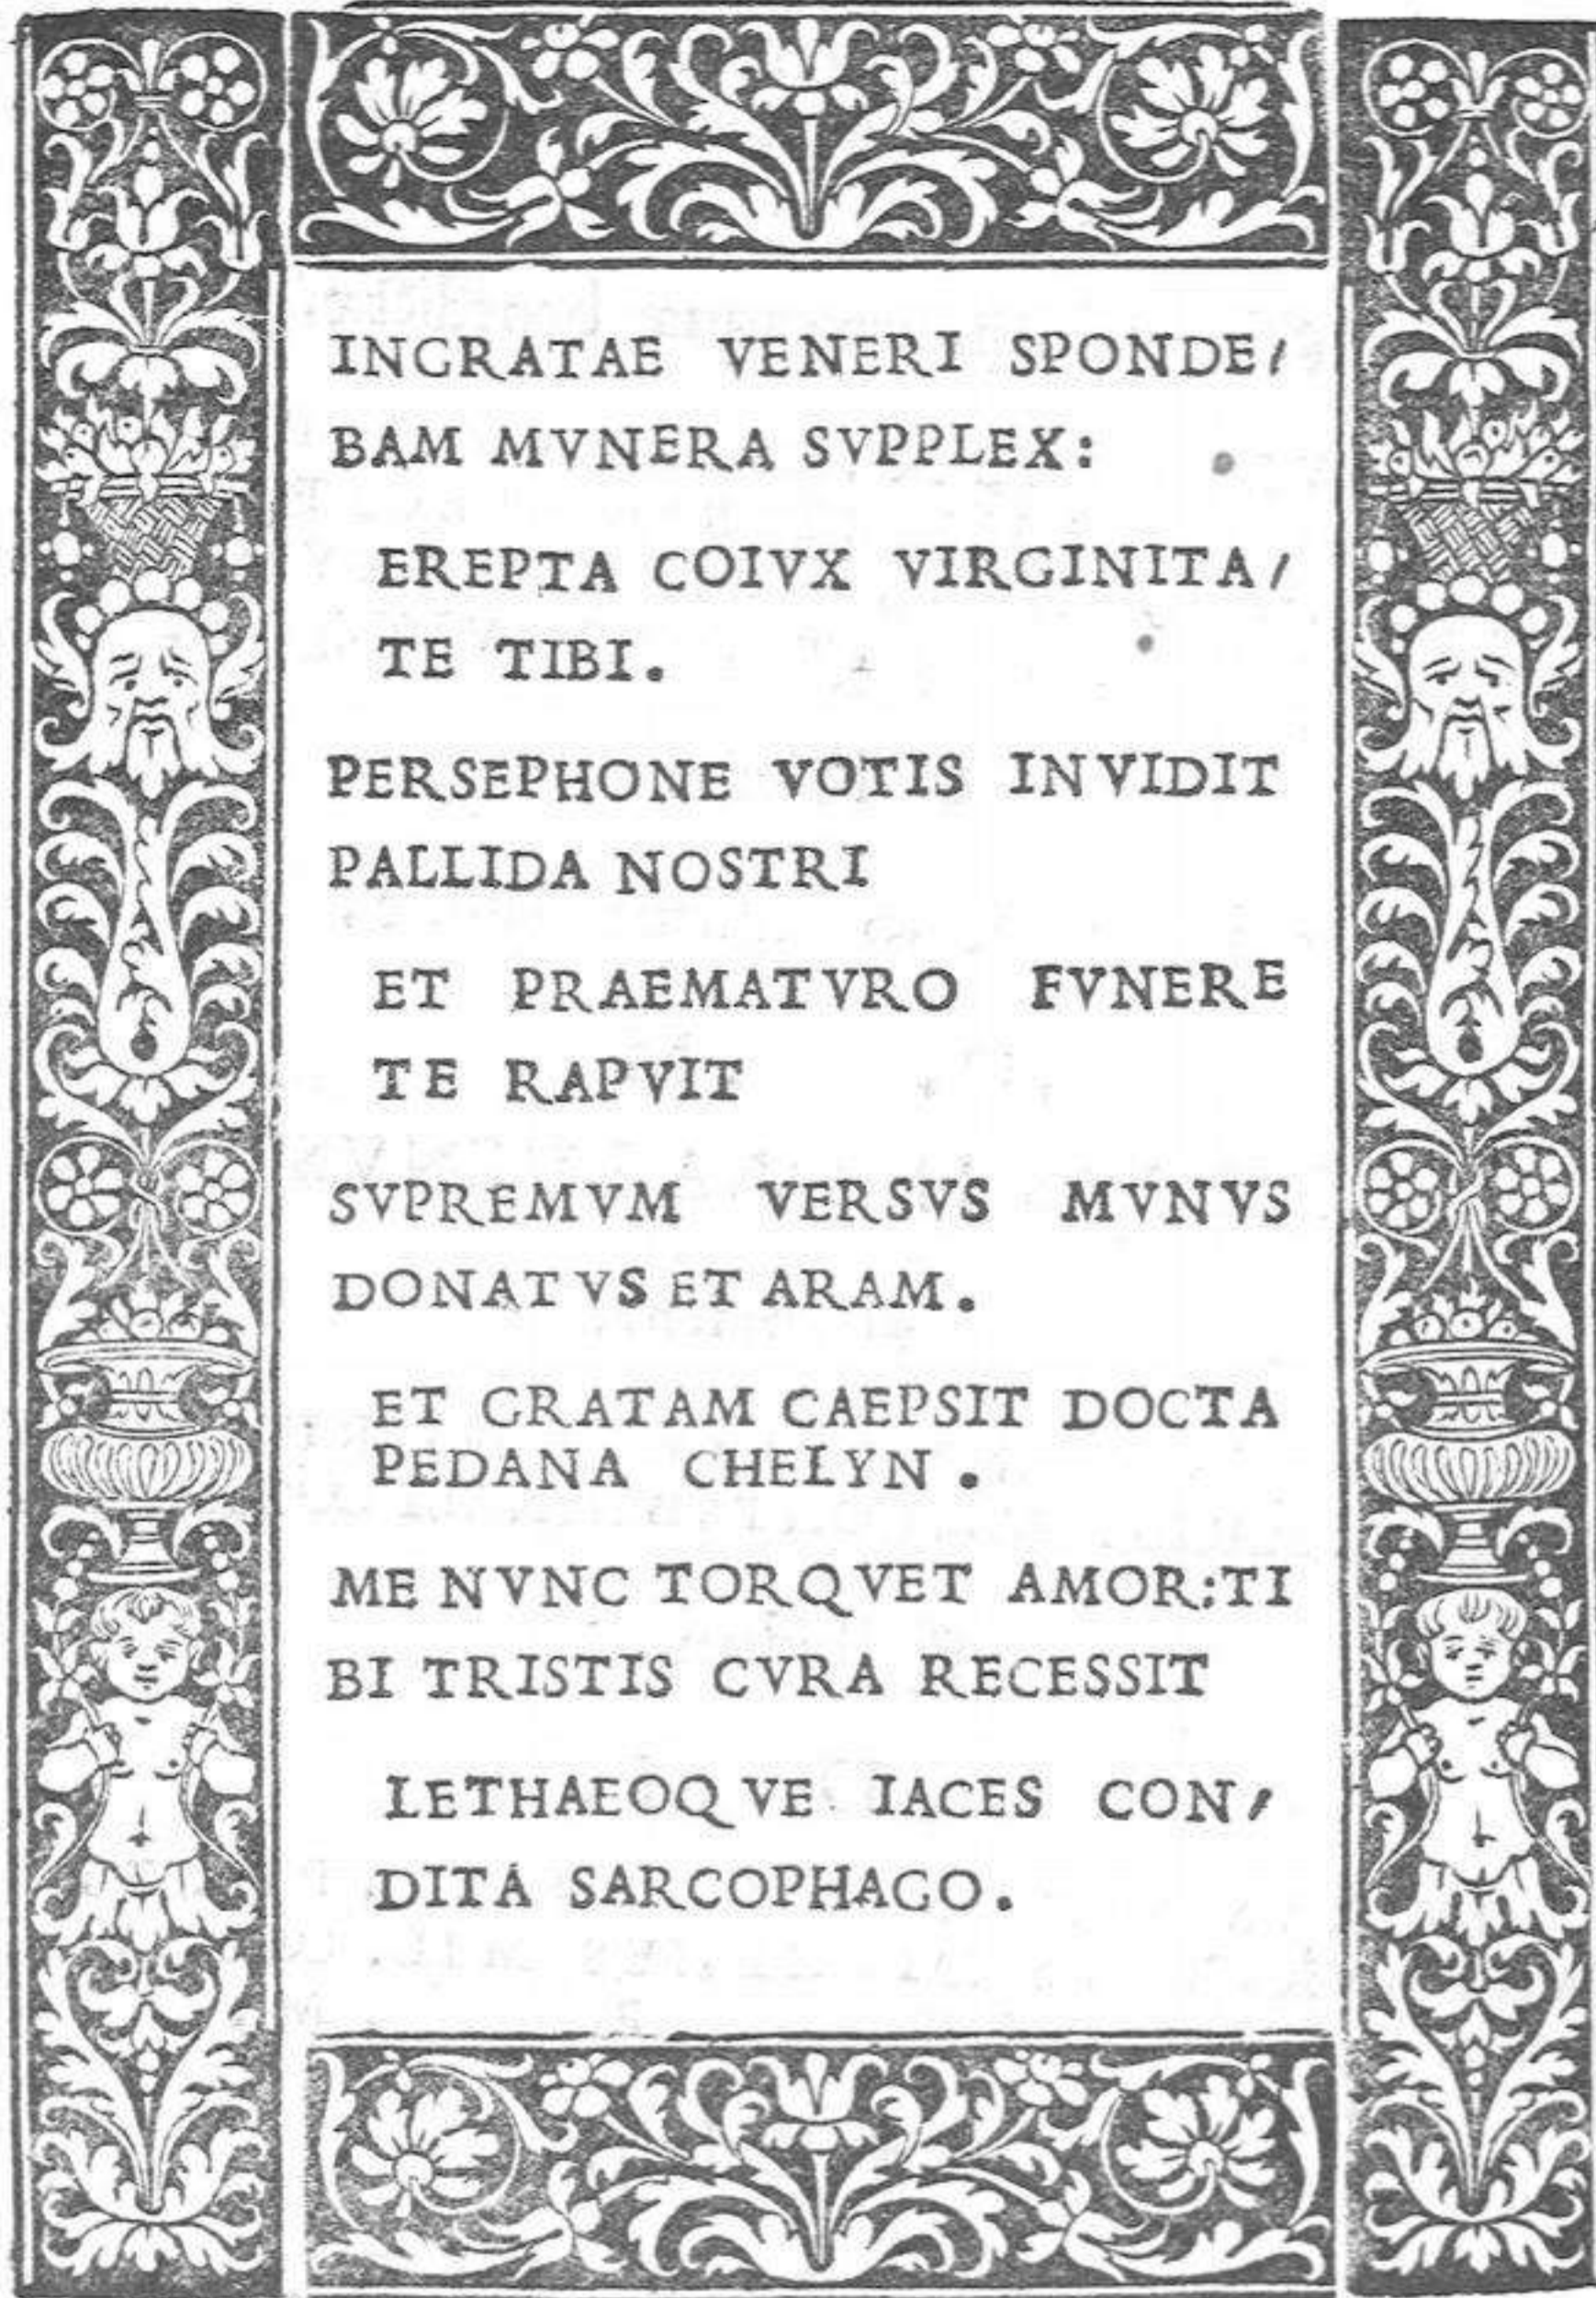 INGRATAE VENERI SPONDE/
BAM MVNERA SVPPLEX:
EREPTA COIVX VIRGINITA/
TE TIBI.
PERSEPHONE VOTIS INVIDIT
PALLIDA NOSTRI
ET PRAEMATVRO FVNERE
TE RAPVIT
SVPREMVM VERSVS MVNVS
DONATVS ET ARAM.
ET GRATAM CAEPSIT DOCTA
PEDANA CHELYN.
ME NVNC TORQVET AMOR:TI
BI TRISTIS CVRA RECESSIT
LETHAEOQVE IACES CON/
DITA SARCOPHAGO.